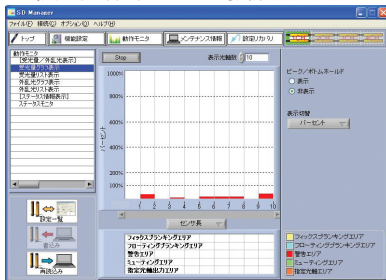 SD Manager
ファイル(F) 接続(C) オプション(O) ヘルプ(H)
トップ 機能設定 動作モニタ メンテナンス情報 設定リカバリ
動作モニタ
[受光量/外乱光表示]
受光量グラフ表示
受光量リスト表示
外乱光グラフ表示
外乱光リスト表示
[ステータス情報表示]
ステータスモニタ
Stop
表示光軸数 10
パーセント
1000%
800%
600%
400%
200%
100%
1 2 3 4 5 6 7 8 9 10
センサ長
ピーク/ボトムホールド
表示
非表示
表示切替
パーセント
設定一覧
書込み
再読込み
フィックスブランキングエリア
フローティングブランキングエリア
警告エリア
ミューティングエリア
指定光軸出力エリア
フィックスブランキングエリア
フローティングブランキングエリア
警告エリア
ミューティングエリア
指定光軸エリア